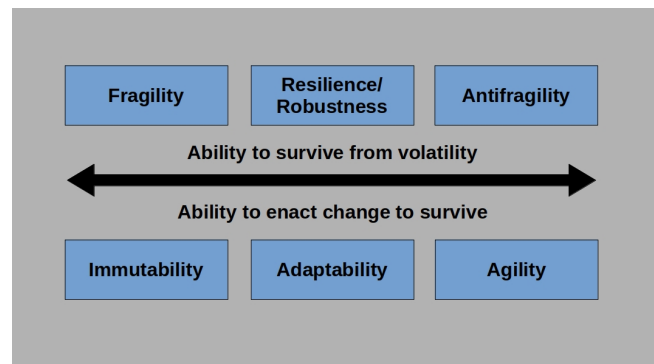 Fragility
Resilience/
Robustness
Antifragility
Ability to survive from volatility
Ability to enact change to survive
Immutability
Adaptability
Agility